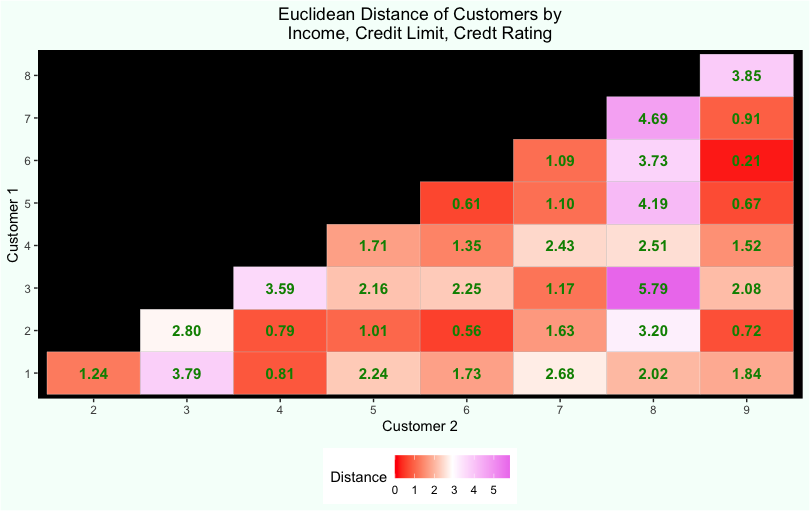 Euclidean Distance of Customers by
Income, Credit Limit, Credt Rating
Customer 1
8 3.85
7 4.69 0.91
6 1.09 3.73 0.21
5 0.61 1.10 4.19 0.67
4 1.71 1.35 2.43 2.51 1.52
3 3.59 2.16 2.25 1.17 5.79 2.08
2 2.80 0.79 1.01 0.56 1.63 3.20 0.72
1 1.24 3.79 0.81 2.24 1.73 2.68 2.02 1.84
2 3 4 5 6 7 8 9
Customer 2
Distance
0 1 2 3 4 5